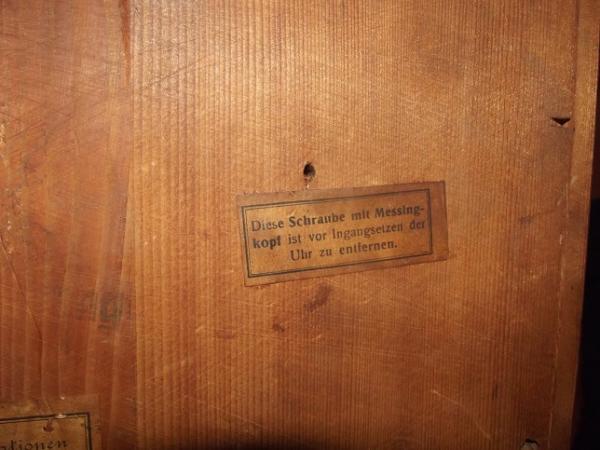 Diese Schraube mit Messing-
kopf ist vor Ingangsetzen der
Uhr zu entfernen.